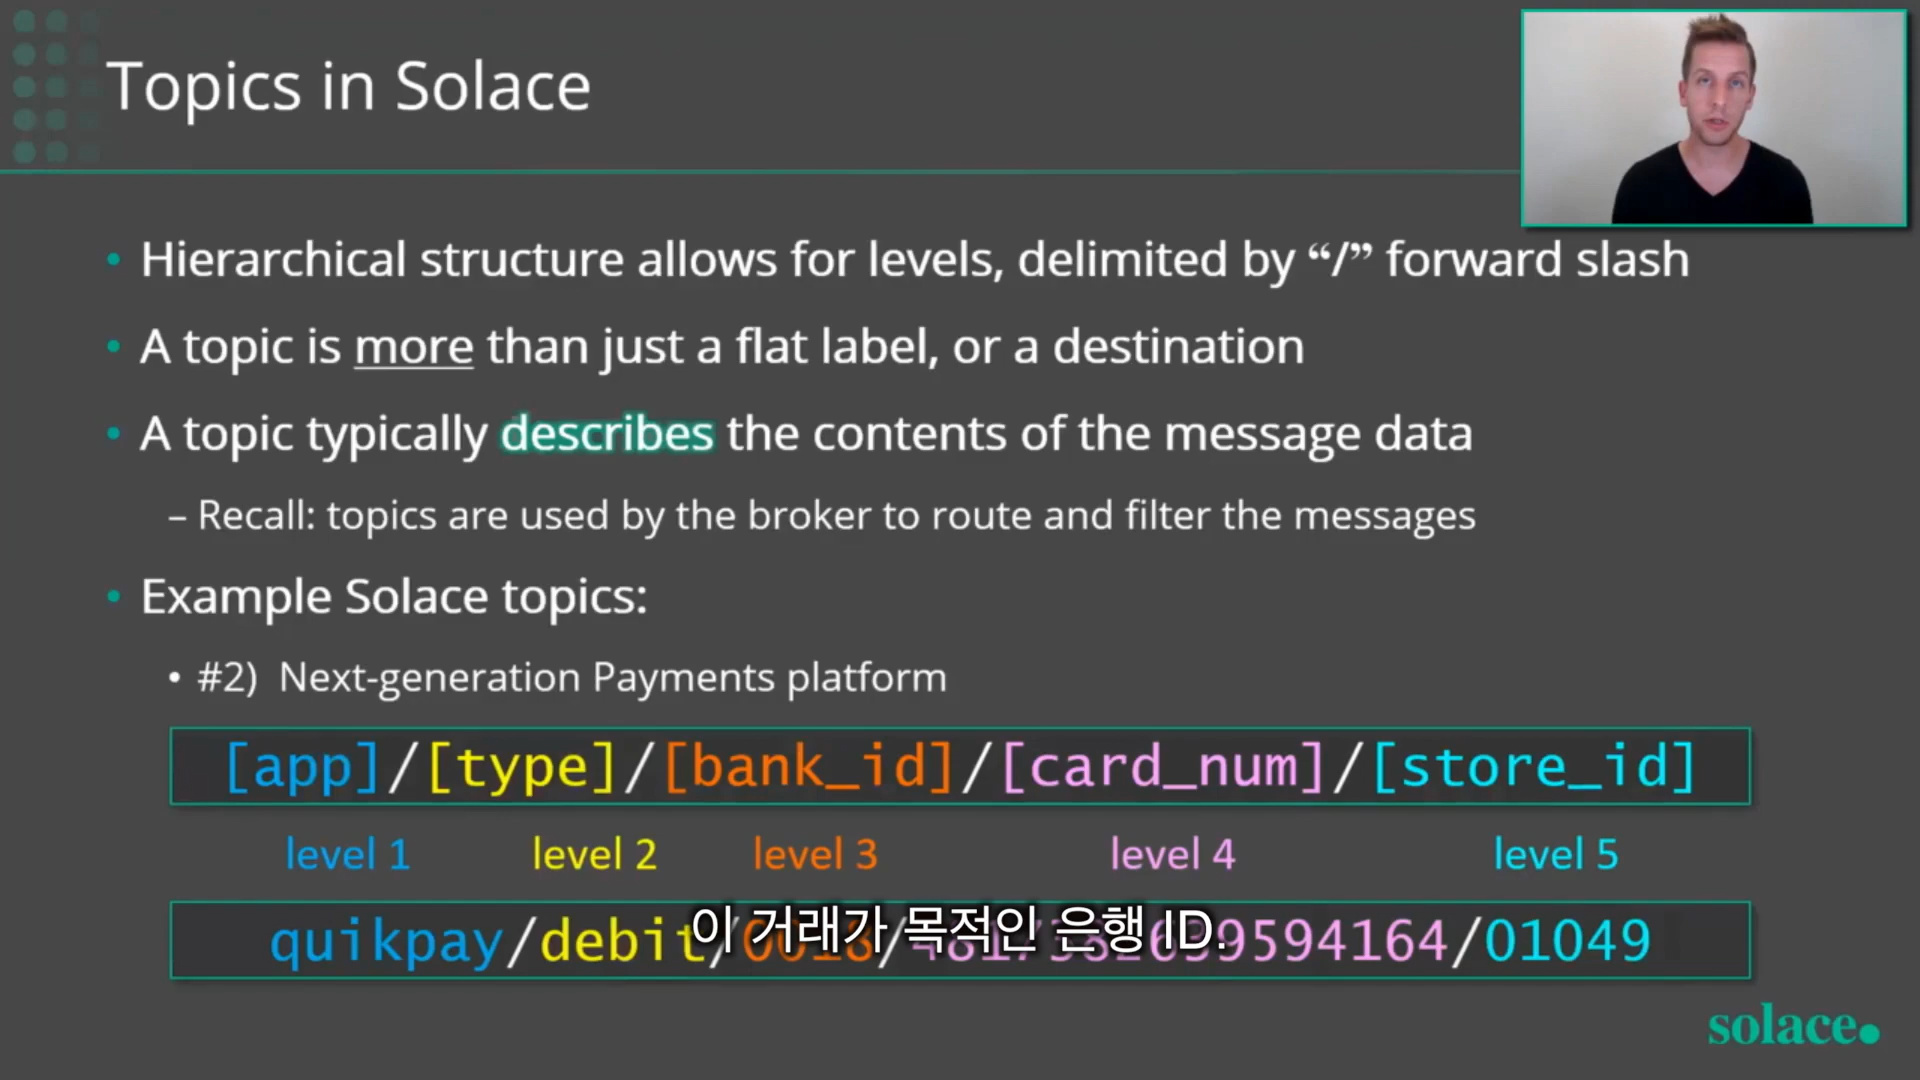 Topics in Solace
• Hierarchical structure allows for levels, delimited by “/” forward slash
• A topic is more than just a flat label, or a destination
• A topic typically describes the contents of the message data
– Recall: topics are used by the broker to route and filter the messages
• Example Solace topics:
• #2) Next-generation Payments platform
[app]/[type]/[bank_id]/[card_num]/[store_id]
level 1 level 2 level 3 level 4 level 5
quikpay/debit/ /01049
이 거래가 목적인 은행 ID.
solace.